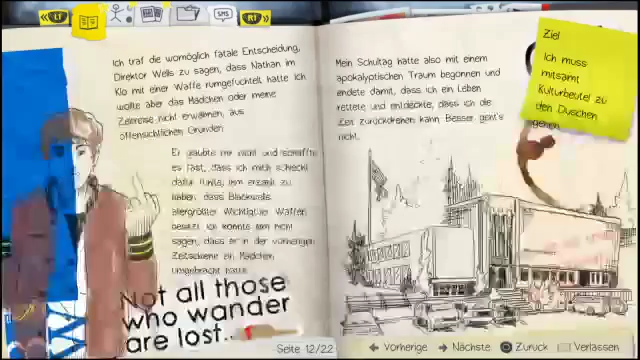 L1
SMS
R1
Ich traf die womöglich fatale Entscheidung,
Direktor Wells zu sagen, dass Nathan im
Klo mit einer Waffe rumgefuchtelt hatte Ich
wollte aber das Mädchen oder meine
Zeitreise nicht erwähnen, aus
offensichtlichen Gründen
Er glaubte mir nicht und schaffte
es fast, dass ich mich schlecht
dafür fühle, ihm erzählt zu
haben, dass Blackwells
allergrößter Wichtigtuer Waffen
besitzt Ich konnte ihm nicht
sagen, dass er in der vorherigen
Zeitschiene ein Mädchen
umgebracht hatte
Not all those
who wander
are lost..
Seite 12/22
Mein Schultag hatte also mit einem
apokalyptischen Traum begonnen und
endete damit, dass ich ein Leben
rettete und entdeckte, dass ich die
Zeit zurückdrehen kann Besser geht's
nicht.
Ziel
Ich muss
mitsamt
Kulturbeutel zu
den Duschen
gehen
Vorherige
Nächste
Zurück
Verlassen